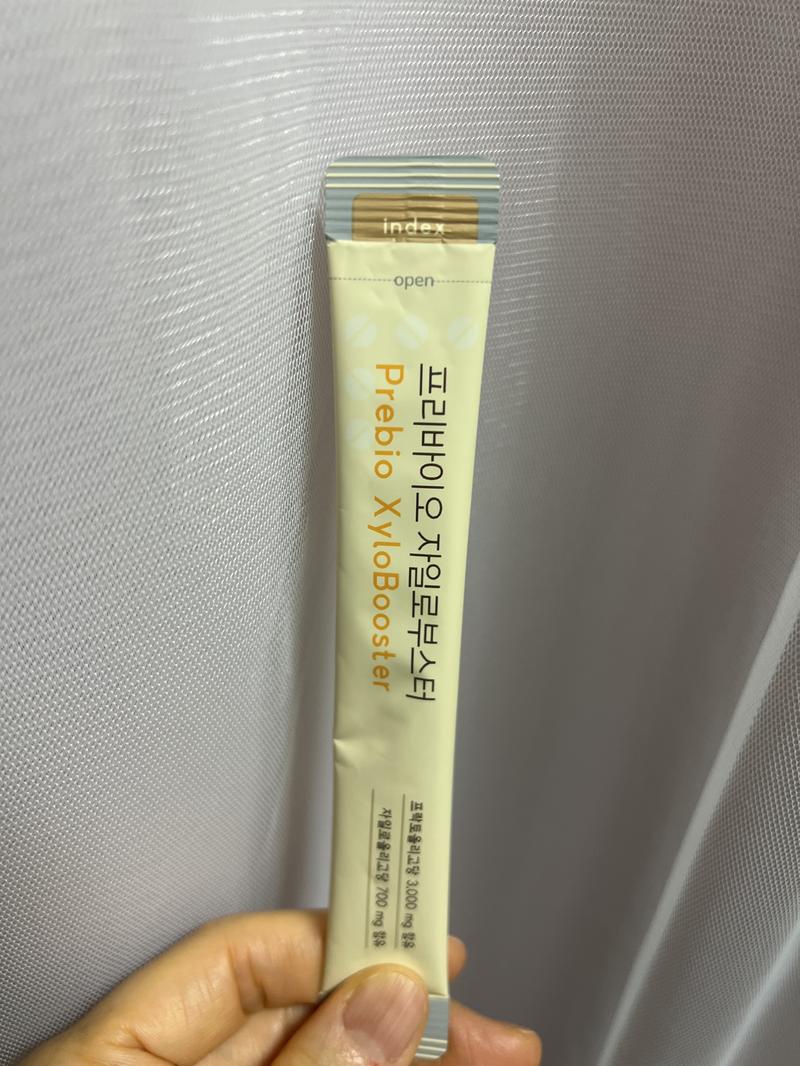 index
open
프리바이오 자일로부스터
Prebio XyloBooster
프락토올리고당 3,000 mg 함유
자일로올리고당 700 mg 함유